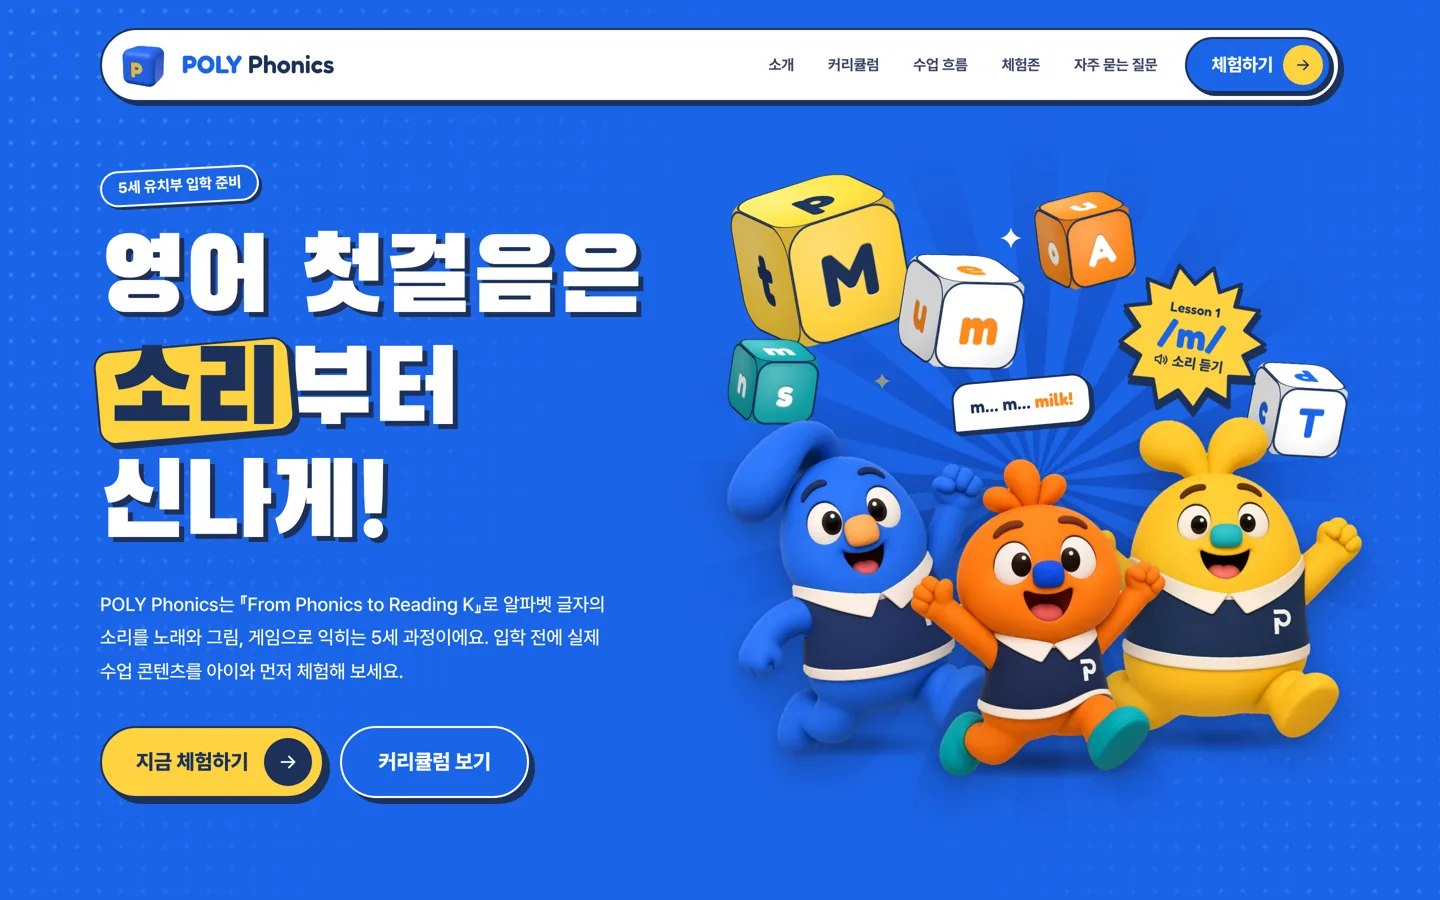 P
POLY Phonics
소개
커리큘럼
수업 흐름
체험존
자주 묻는 질문
체험하기
5세 유치부 입학 준비
영어 첫걸음은
소리부터
신나게!
POLY Phonics는 『From Phonics to Reading K』로 알파벳 글자의
소리를 노래와 그림, 게임으로 익히는 5세 과정이에요. 입학 전에 실제
수업 콘텐츠를 아이와 먼저 체험해 보세요.
지금 체험하기
커리큘럼 보기
p
t M
e
u m
u
o A
m
n s
Lesson 1
/m/
소리 듣기
m... m... milk!
d
c T
P
P